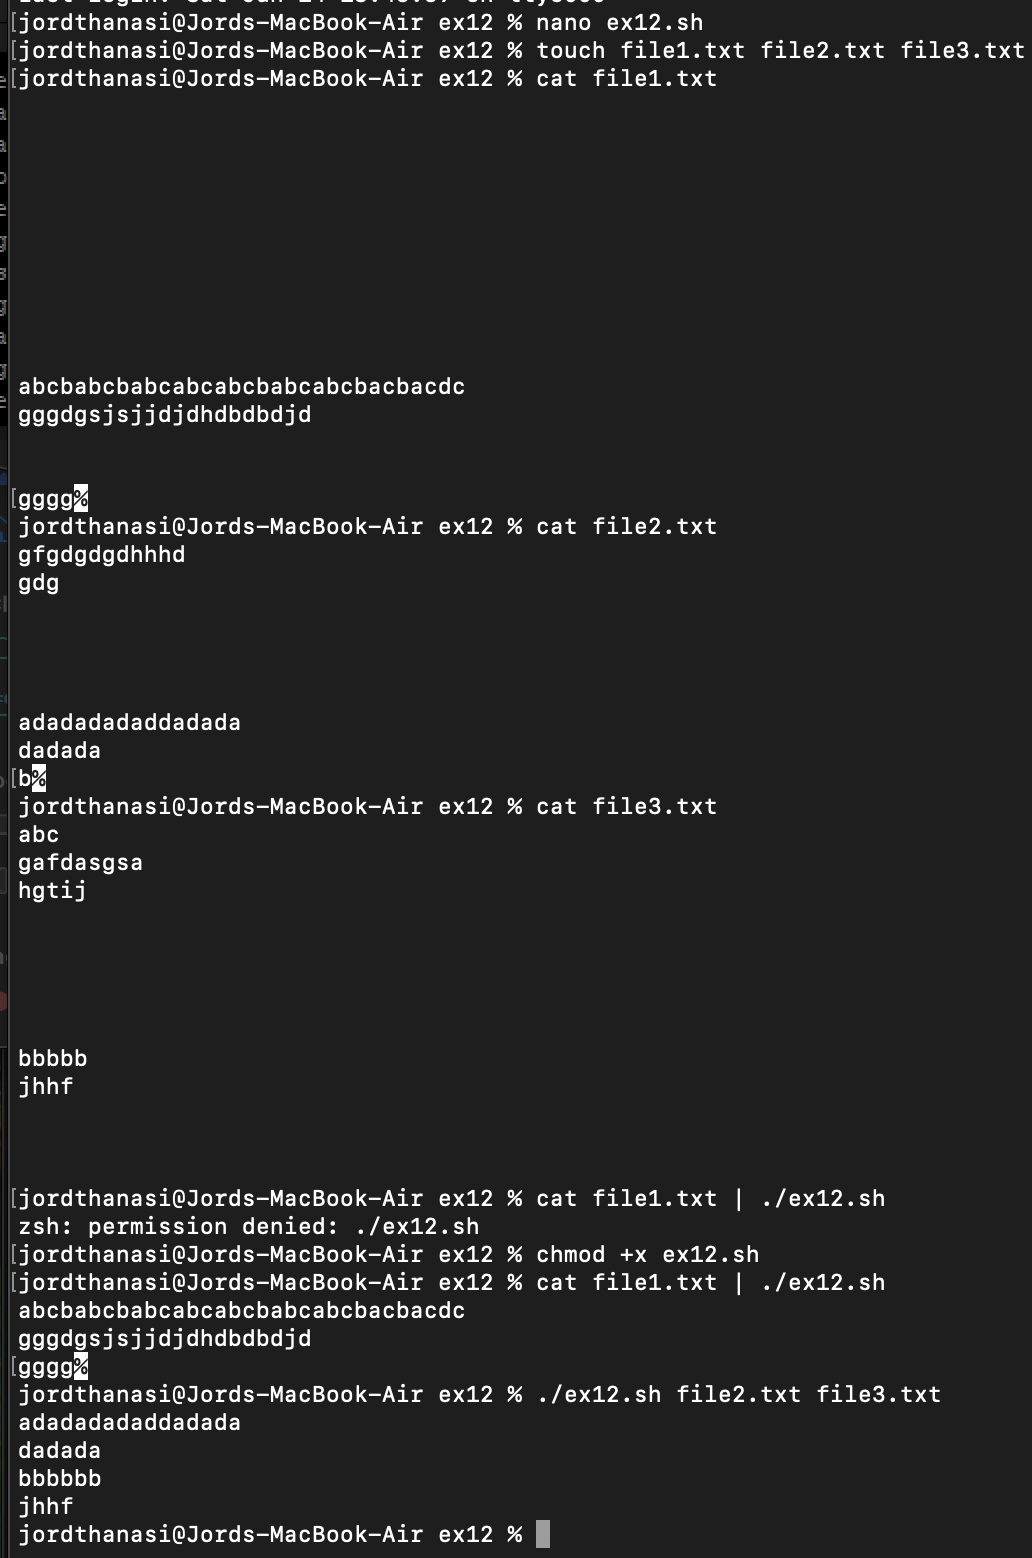 [jordthanasi@Jords-MacBook-Air ex12 % nano ex12.sh
[jordthanasi@Jords-MacBook-Air ex12 % touch file1.txt file2.txt file3.txt
[jordthanasi@Jords-MacBook-Air ex12 % cat file1.txt
abcbabcbabcabcabcbabcabcbacbacdc
gggdgsjsjjdjdhdbdbdjd
[gggg%
jordthanasi@Jords-MacBook-Air ex12 % cat file2.txt
gfgdgdgdhhhd
gdg
adadadadaddadada
dadada
[b%
jordthanasi@Jords-MacBook-Air ex12 % cat file3.txt
abc
gafdasgsa
hgtij
bbbbb
jhhf
[jordthanasi@Jords-MacBook-Air ex12 % cat file1.txt | ./ex12.sh
zsh: permission denied: ./ex12.sh
[jordthanasi@Jords-MacBook-Air ex12 % chmod +x ex12.sh
[jordthanasi@Jords-MacBook-Air ex12 % cat file1.txt | ./ex12.sh
abcbabcbabcabcabcbabcabcbacbacdc
gggdgsjsjjdjdhdbdbdjd
[gggg%
jordthanasi@Jords-MacBook-Air ex12 % ./ex12.sh file2.txt file3.txt
adadadadaddadada
dadada
bbbbbb
jhhf
jordthanasi@Jords-MacBook-Air ex12 %